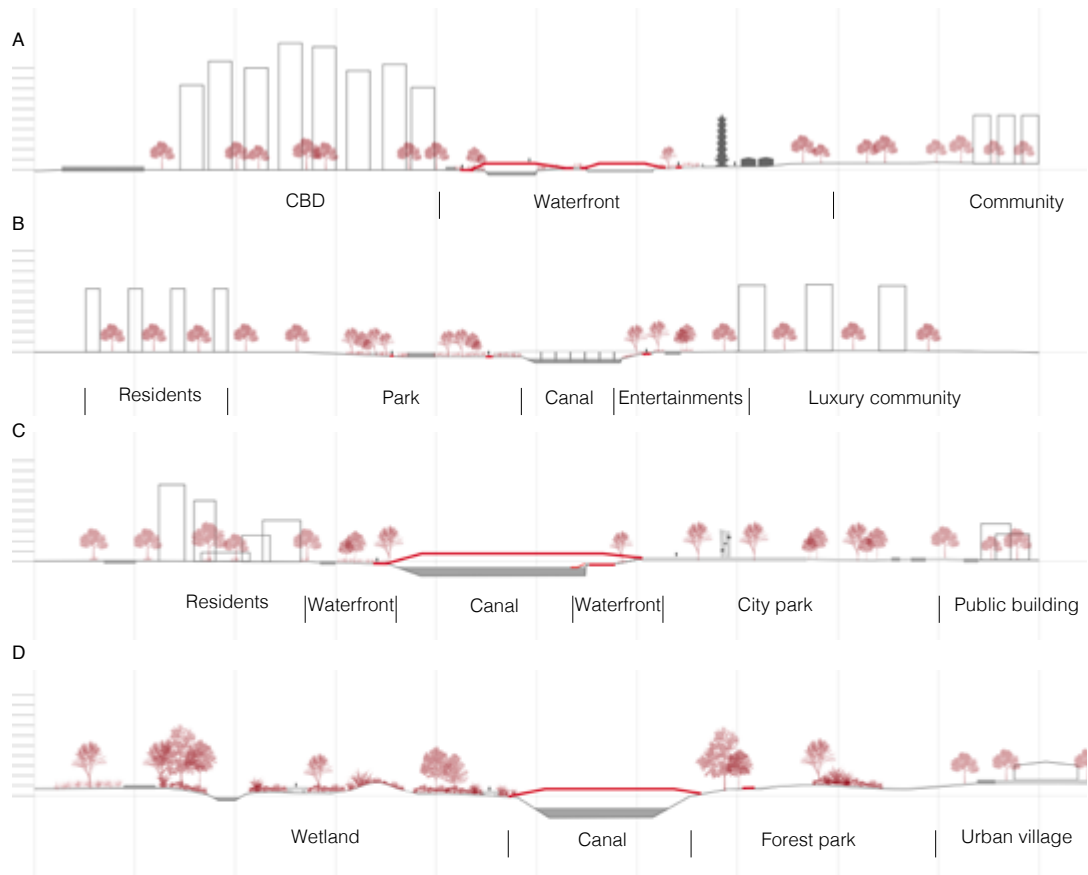 A
CBD
Waterfront
Community
B
Residents
Park
Canal
Entertainments
Luxury community
C
Residents
Waterfront
Canal
Waterfront
City park
Public building
D
Wetland
Canal
Forest park
Urban village